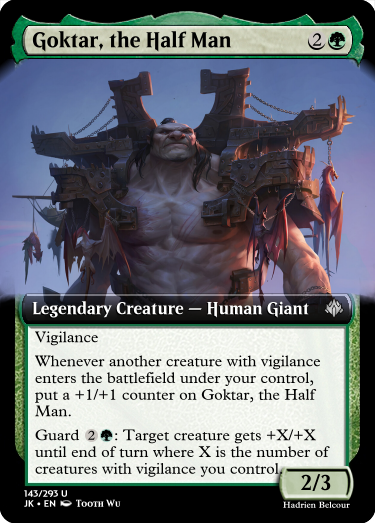 Goktar, the Half Man 2
Legendary Creature — Human Giant
Vigilance
Whenever another creature with vigilance
enters the battlefield under your control,
put a +1/+1 counter on Goktar, the Half
Man.
Guard 2: Target creature gets +X/+X
until end of turn where X is the number of
creatures with vigilance you control.
2/3
143/293 U
JK • EN Tooth Wu
Hadrien Belcour